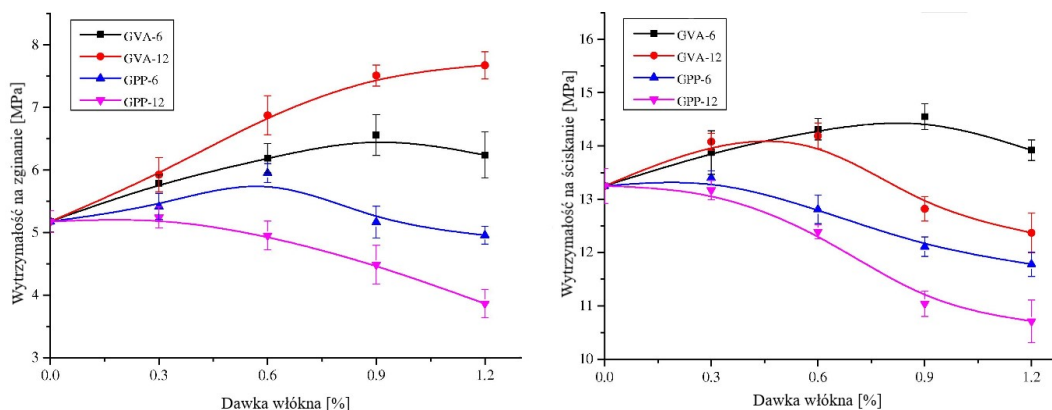 GVA-6
GVA-12
GPP-6
GPP-12
8
7
6
5
4
3
Wytrzymałość na zginanie [MPa]
0.0 0.3 0.6 0.9 1.2
Dawka włókna [%]
GVA-6
GVA-12
GPP-6
GPP-12
16
15
14
13
12
11
10
Wytrzymałość na ściskanie [MPa]
0.0 0.3 0.6 0.9 1.2
Dawka włókna [%]